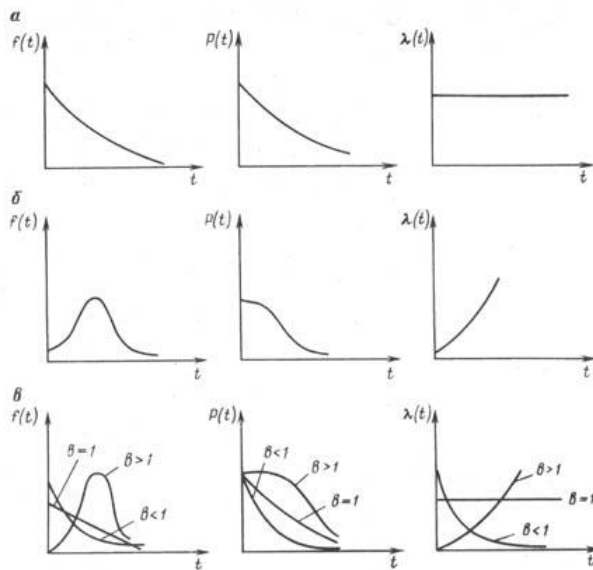 а
f(t) P(t) λ(t)
t t t
б
f(t) P(t) λ(t)
t t t
в
f(t) P(t) λ(t)
в=1 в>1 в<1 в<1 в>1 в=1 в>1 в=1 в<1
t t t